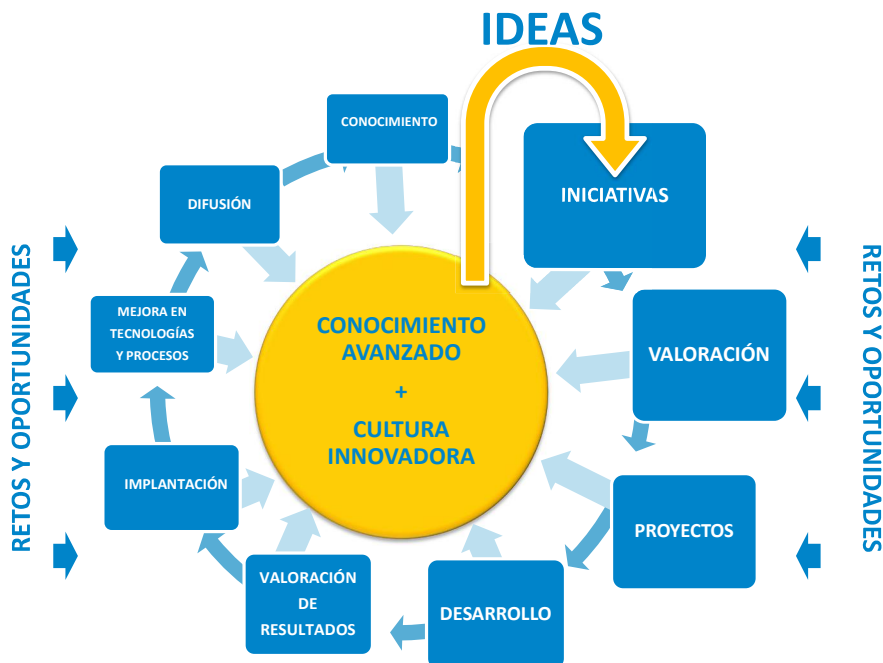 IDEAS
CONOCIMIENTO
INICIATIVAS
DIFUSIÓN
RETOS Y OPORTUNIDADES
RETOS Y OPORTUNIDADES
MEJORA EN
TECNOLOGÍAS
Y PROCESOS
CONOCIMIENTO
AVANZADO
+
CULTURA
INNOVADORA
VALORACIÓN
IMPLANTACIÓN
PROYECTOS
VALORACIÓN
DE
RESULTADOS
DESARROLLO